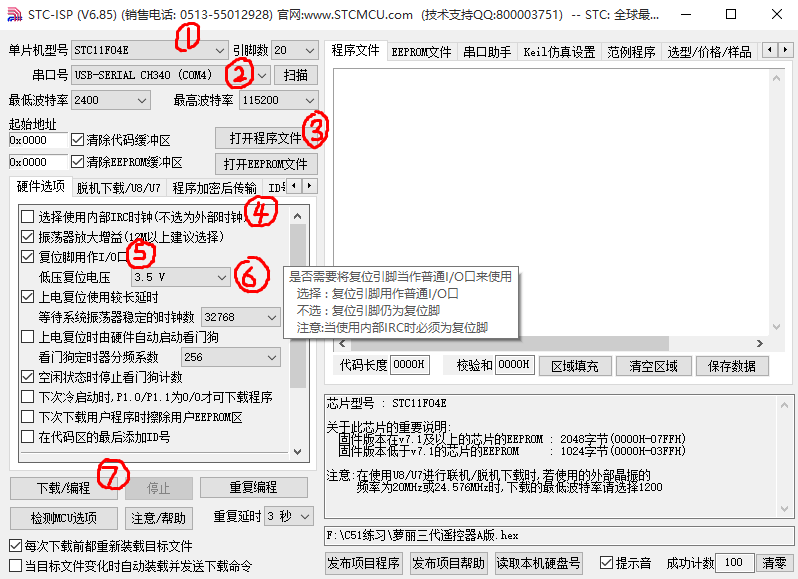 STC-ISP (V6.85) (销售电话: 0513-55012928) 官网:www.STCMCU.com (技术支持QQ:800003751) -- STC: 全球最...
单片机型号 STC11F04E ① 引脚数 20
串口号 USB-SERIAL CH340 (COM4) ② 扫描
最低波特率 2400 最高波特率 115200
起始地址
0x0000 清除代码缓冲区 打开程序文件 ③
0x0000 清除EEPROM缓冲区 打开EEPROM文件
硬件选项 脱机下载/U8/U7 程序加密后传输 ID号
选择使用内部IRC时钟(不选为外部时钟) ④
振荡器放大增益(12M以上建议选择)
复位脚用作I/O口 ⑤
低压复位电压 3.5 V ⑥
上电复位使用较长延时
等待系统振荡器稳定的时钟数 32768
上电复位时由硬件自动启动看门狗
看门狗定时器分频系数 256
空闲状态时停止看门狗计数
下次冷启动时,P1.0/P1.1为0/0才可下载程序
下次下载用户程序时擦除用户EEPROM区
在代码区的最后添加ID号
⑦
下载/编程 停止 重复编程
检测MCU选项 注意/帮助 重复延时 3 秒
每次下载前都重新装载目标文件
当目标文件变化时自动装载并发送下载命令
程序文件 EEPROM文件 串口助手 Keil仿真设置 范例程序 选型/价格/样品
是否需要将复位引脚当作普通I/O口来使用
选择 : 复位引脚用作普通I/O口
不选 : 复位引脚仍为复位脚
注意:当使用内部IRC时必须为复位脚
代码长度 0000H 校验和 0000H 区域填充 清空区域 保存数据
芯片型号 : STC11F04E
关于此芯片的重要说明:
固件版本在v7.1及以上的芯片的EEPROM : 2048字节(0000H-07FFH)
固件版本低于v7.1的芯片的EEPROM : 1024字节(0000H-03FFH)
注意:在使用U8/U7进行联机/脱机下载时,若使用的外部晶振的
频率为20MHz或24.576MHz时,下载的最低波特率请选择1200
F:\C51练习\萝丽三代遥控器A版.hex
发布项目程序 发布项目帮助 读取本机硬盘号 提示音 成功计数 100 清零